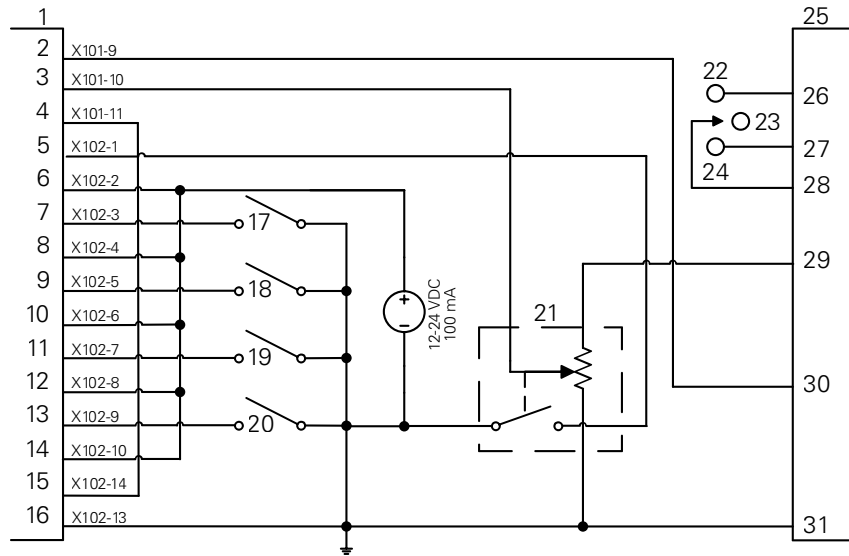 1
25
2 X101-9
3 X101-10
22
26
4 X101-11
23
5 X102-1
27
24
6 X102-2
28
7 X102-3
17
8 X102-4
29
9 X102-5
18
10 X102-6
12-24 VDC
100 mA
21
11 X102-7
19
12 X102-8
30
13 X102-9
20
14 X102-10
15 X102-14
16 X102-13
31
+
–